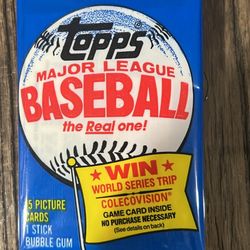 topps
MAJOR LEAGUE
BASEBALL
the Real one!
WIN
WORLD SERIES TRIP
COLECOVISION
GAME CARD INSIDE
NO PURCHASE NECESSARY
(See details on back)
5 PICTURE
CARDS
1 STICK
BUBBLE GUM